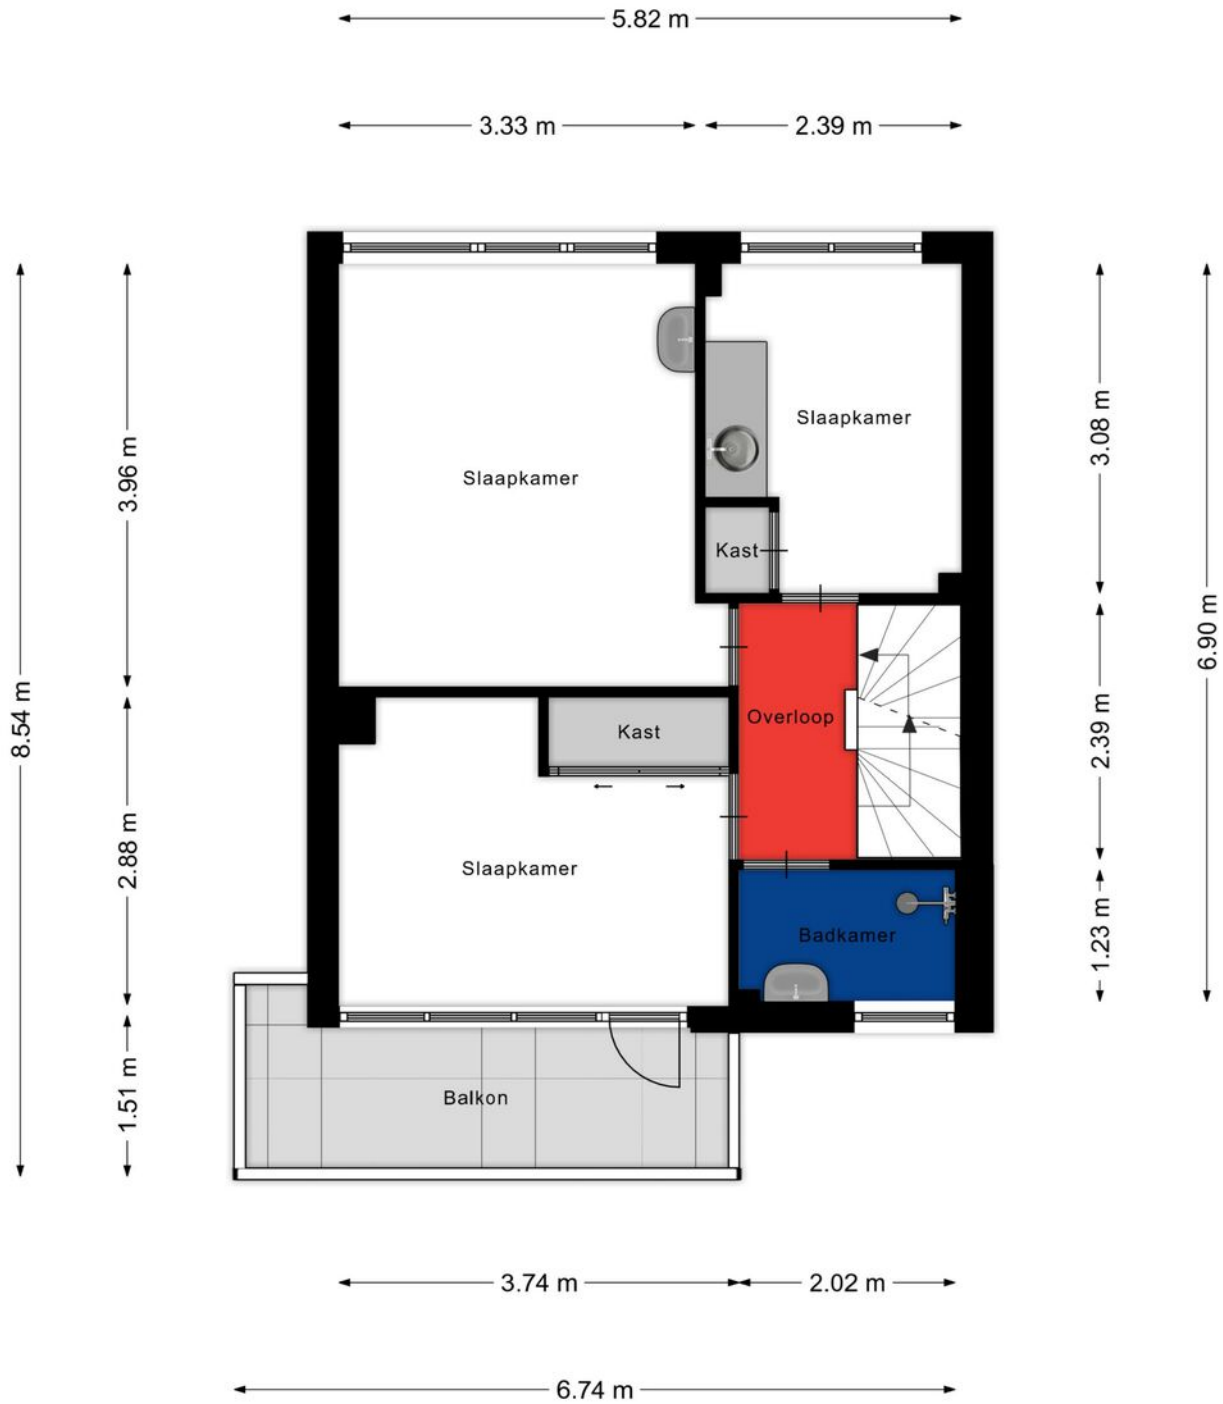 5.82 m
3.33 m
2.39 m
Slaapkamer
3.08 m
Slaapkamer
3.96 m
Kast
6.90 m
8.54 m
Overloop
2.39 m
Kast
2.88 m
Slaapkamer
Badkamer
1.23 m
1.51 m
Balkon
3.74 m
2.02 m
6.74 m